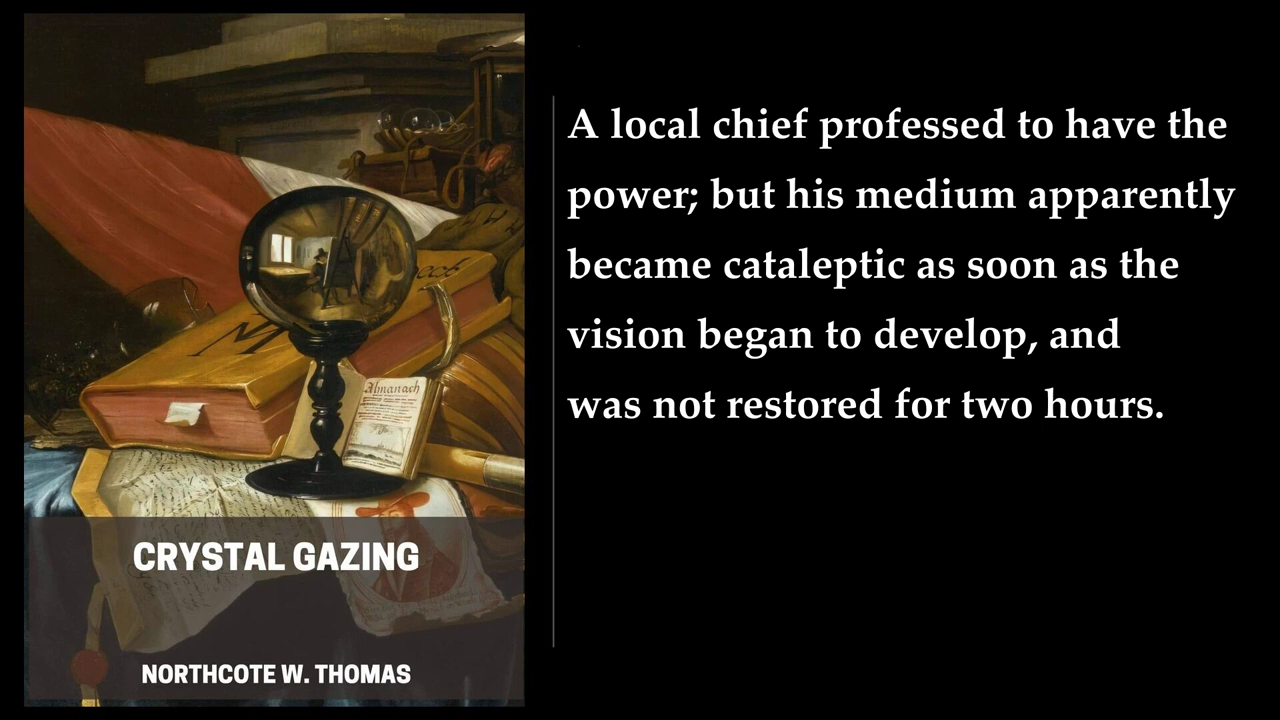 A local chief professed to have the
power; but his medium apparently
became cataleptic as soon as the
vision began to develop, and
was not restored for two hours.
Almanach
CRYSTAL GAZING
NORTHCOTE W. THOMAS